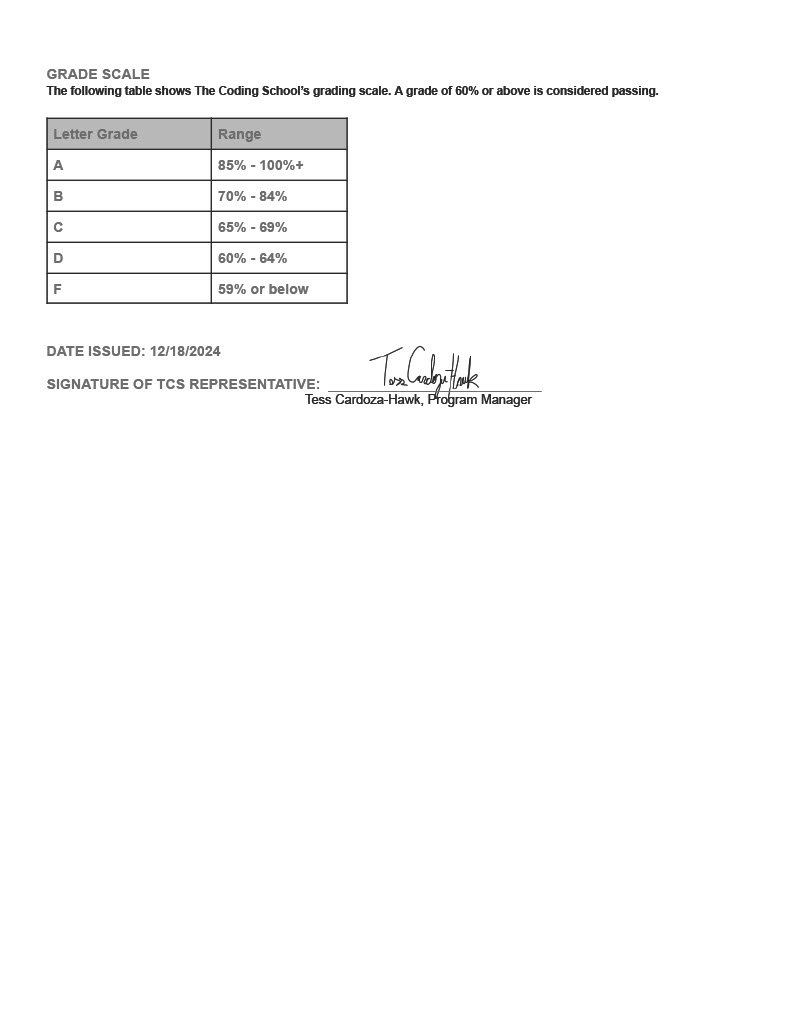 GRADE SCALE
The following table shows The Coding School’s grading scale. A grade of 60% or above is considered passing.
Letter Grade Range
A 85% - 100%+
B 70% - 84%
C 65% - 69%
D 60% - 64%
F 59% or below
DATE ISSUED: 12/18/2024
Tess Cardoza-Hawk
SIGNATURE OF TCS REPRESENTATIVE:
Tess Cardoza-Hawk, Program Manager